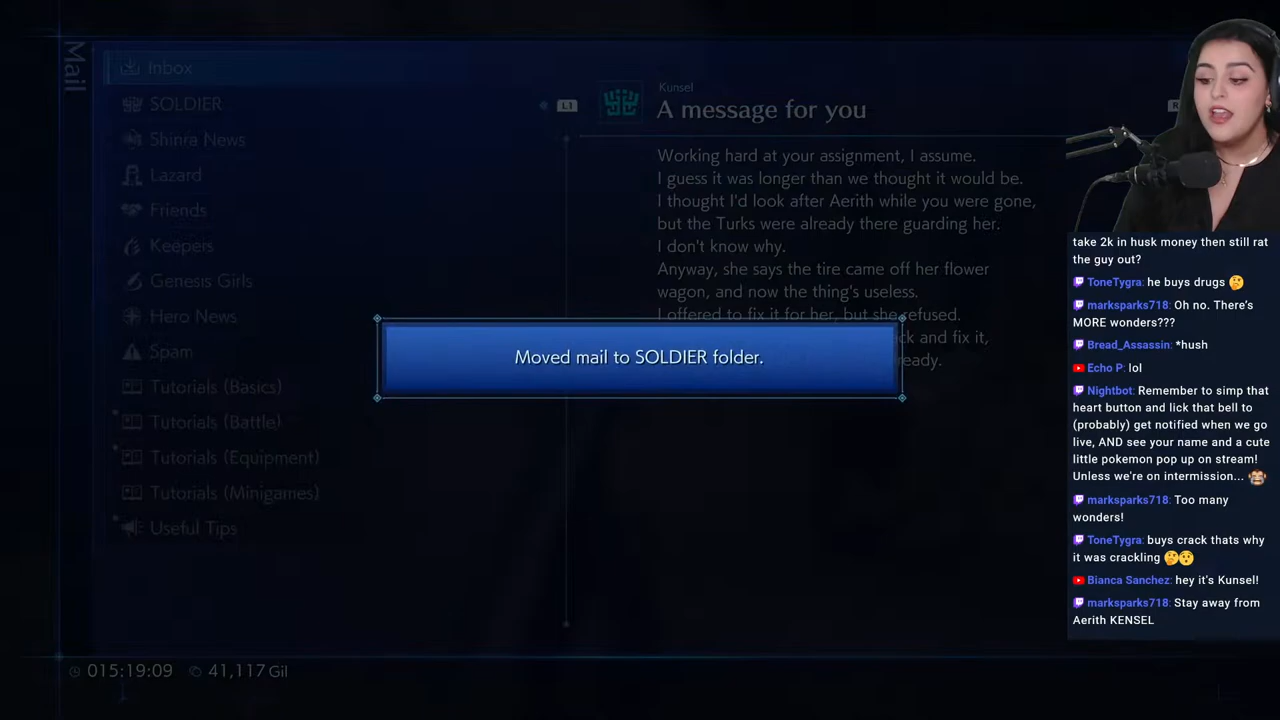 Mail
Inbox
SOLDIER
Shinra News
Lazard
Friends
Keepers
Genesis Girls
Hero News
Spam
Tutorials (Basics)
Tutorials (Battle)
Tutorials (Equipment)
Tutorials (Minigames)
Useful Tips
L1
R
Kunsel
A message for you
Working hard at your assignment, I assume.
I guess it was longer than we thought it would be.
I thought I'd look after Aerith while you were gone,
but the Turks were already there guarding her.
I don't know why.
Anyway, she says the tire came off her flower
wagon, and now the thing's useless.
I offered to fix it for her, but she refused.
ck and fix it,
eady.
Moved mail to SOLDIER folder.
015:19:09
41,117 Gil
take 2k in husk money then still rat
the guy out?
ToneTygra: he buys drugs 🤔
marksparks718: Oh no. There's
MORE wonders???
Bread_Assassin: *hush
Echo P: lol
Nightbot: Remember to simp that
heart button and lick that bell to
(probably) get notified when we go
live, AND see your name and a cute
little pokemon pop up on stream!
Unless we're on intermission... 🙊
marksparks718: Too many
wonders!
ToneTygra: buys crack thats why
it was crackling 🤔😯
Bianca Sanchez: hey it's Kunsel!
marksparks718: Stay away from
Aerith KENSEL